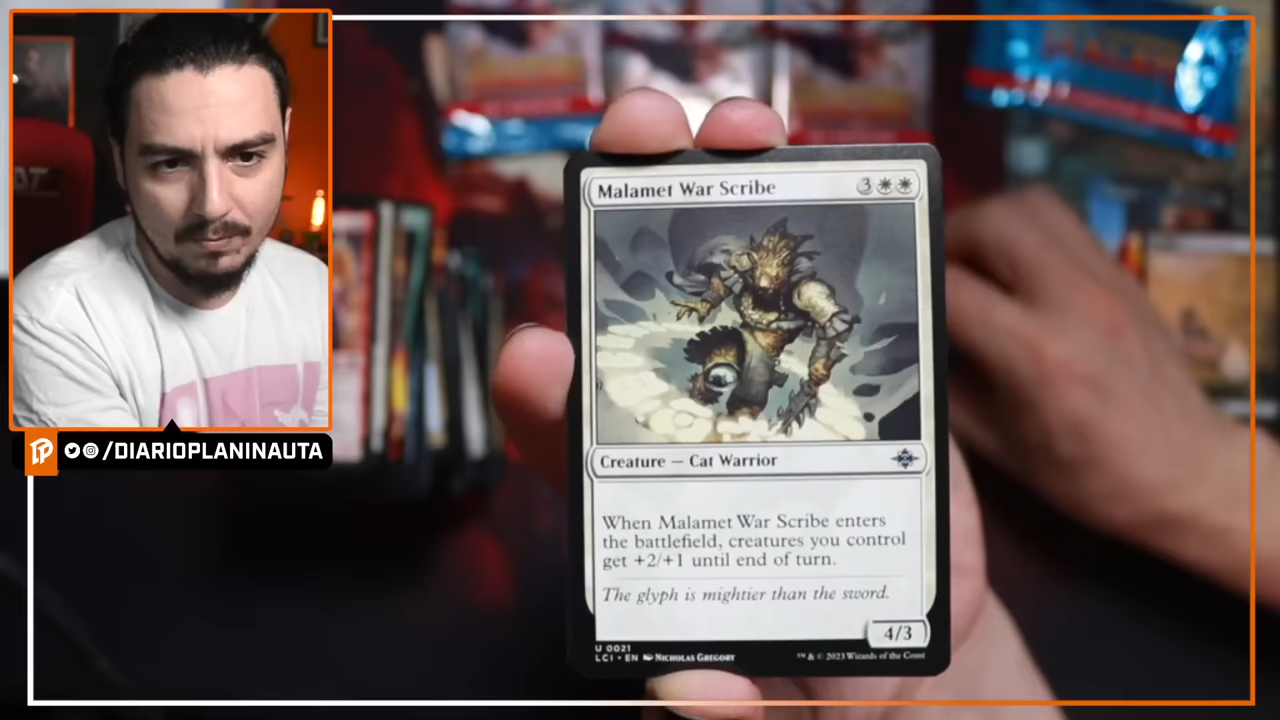 /DIARIOPLANINAUTA
Malamet War Scribe 3
Creature — Cat Warrior
When Malamet War Scribe enters
the battlefield, creatures you control
get +2/+1 until end of turn.
The glyph is mightier than the sword.
4/3
U 0021
LCI • EN NICHOLAS GREGORY
™ & © 2023 Wizards of the Coast